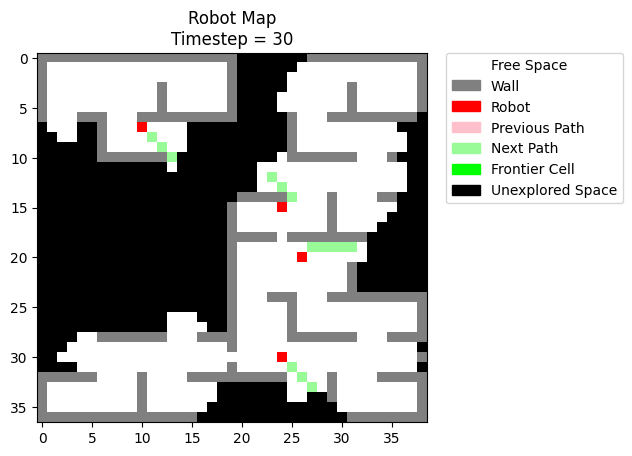 Robot Map
Timestep = 30
0
5
10
15
20
25
30
35
0
5
10
15
20
25
30
35
Free Space
Wall
Robot
Previous Path
Next Path
Frontier Cell
Unexplored Space